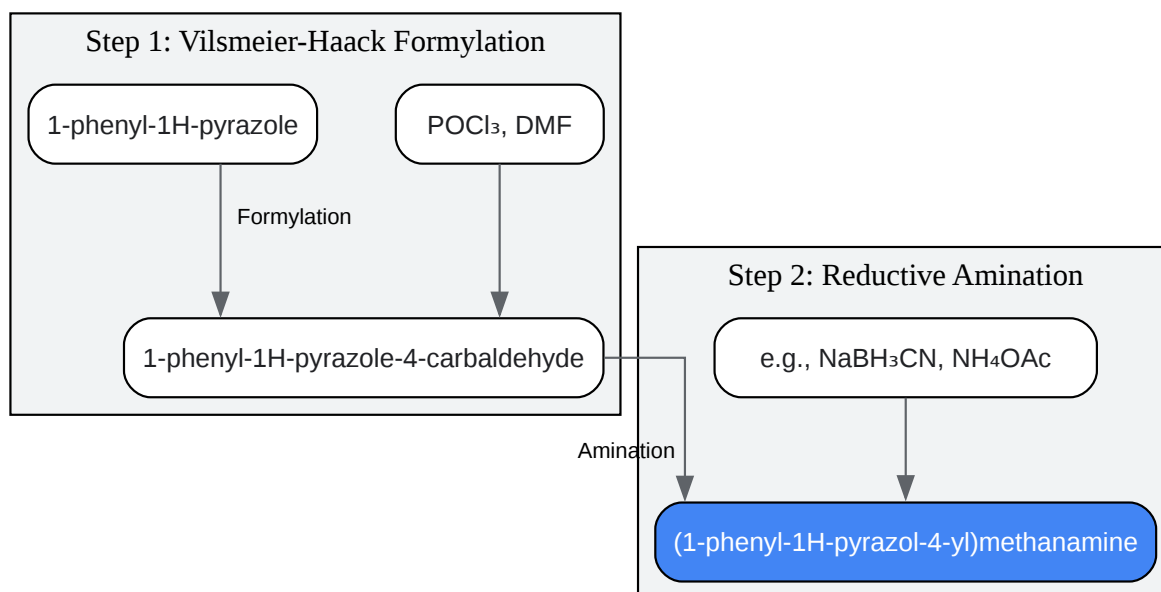 Step 1: Vilsmeier-Haack Formylation
1-phenyl-1H-pyrazole
POCl₃, DMF
Formylation
1-phenyl-1H-pyrazole-4-carbaldehyde
Step 2: Reductive Amination
e.g., NaBH₃CN, NH₄OAc
Amination
(1-phenyl-1H-pyrazol-4-yl)methanamine